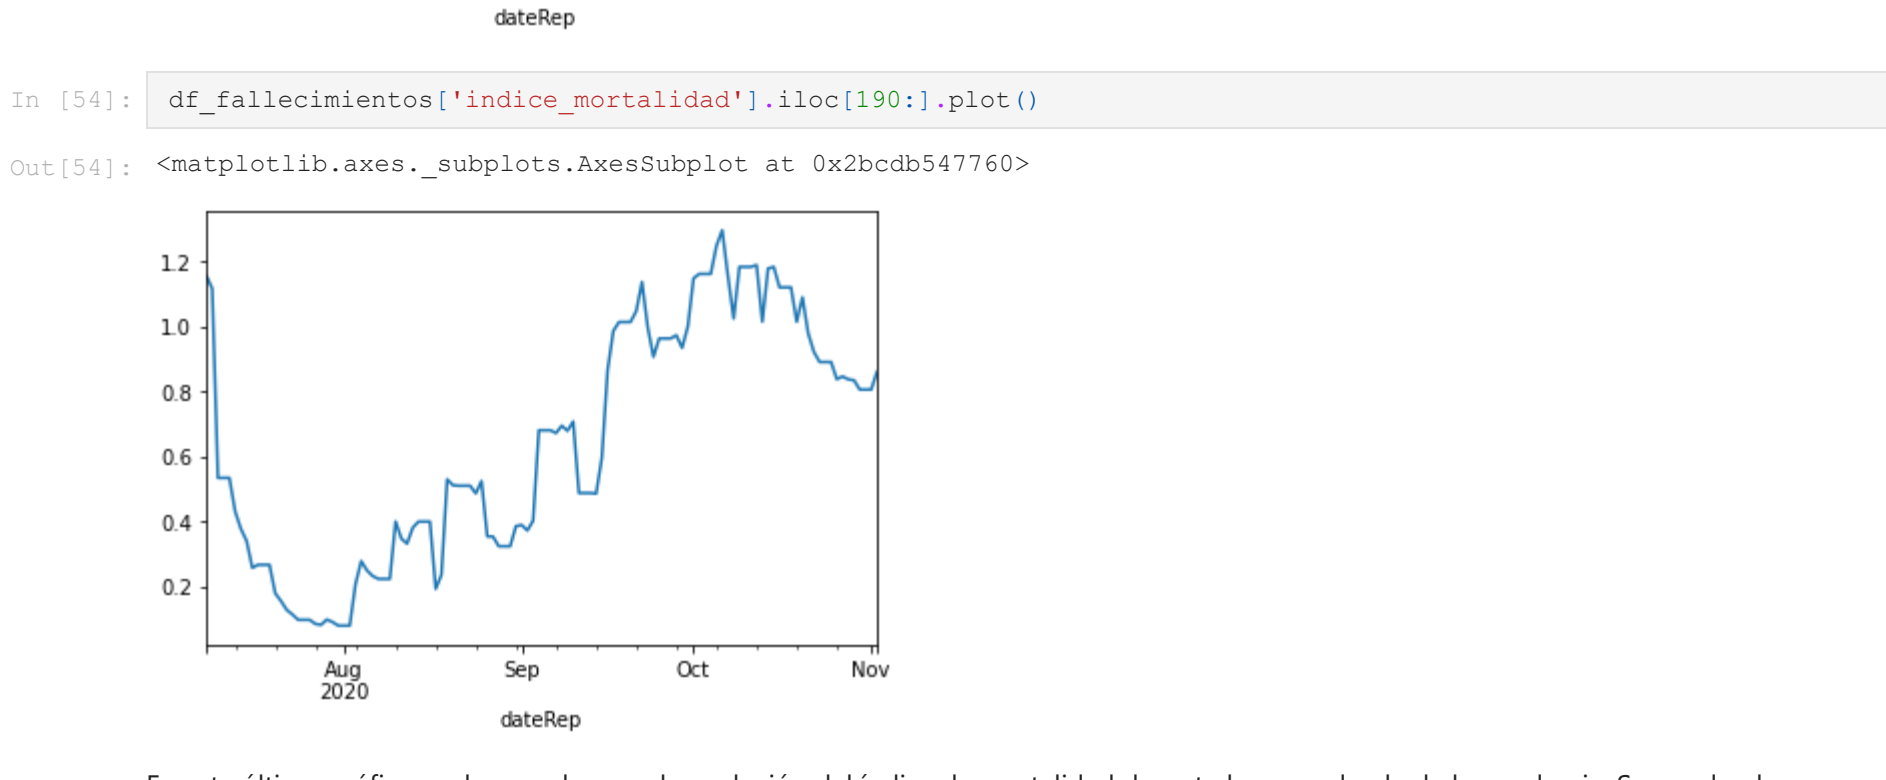 dateRep
In [54]: df_fallecimientos['indice_mortalidad'].iloc[190:].plot()
Out[54]: <matplotlib.axes._subplots.AxesSubplot at 0x2bcdb547760>
1.2
1.0
0.8
0.6
0.4
0.2
Aug Sep Oct Nov
2020
dateRep